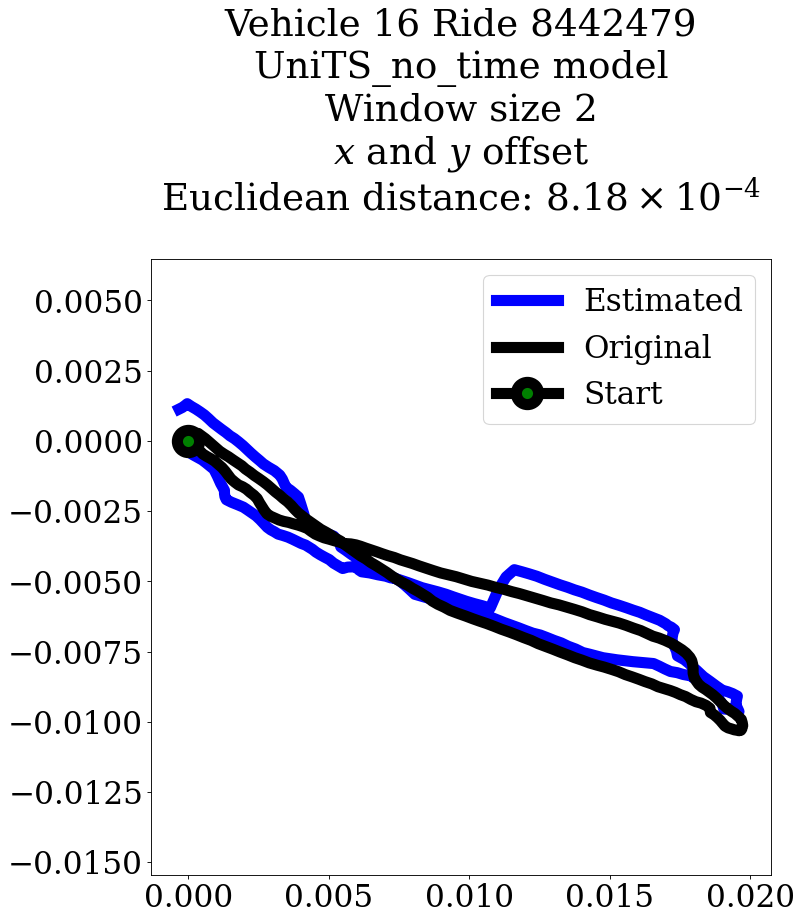 Vehicle 16 Ride 8442479
UniTS_no_time model
Window size 2
x and y offset
Euclidean distance: 8.18 × 10⁻⁴
Estimated
Original
Start
0.0050
0.0025
0.0000
−0.0025
−0.0050
−0.0075
−0.0100
−0.0125
−0.0150
0.000 0.005 0.010 0.015 0.020